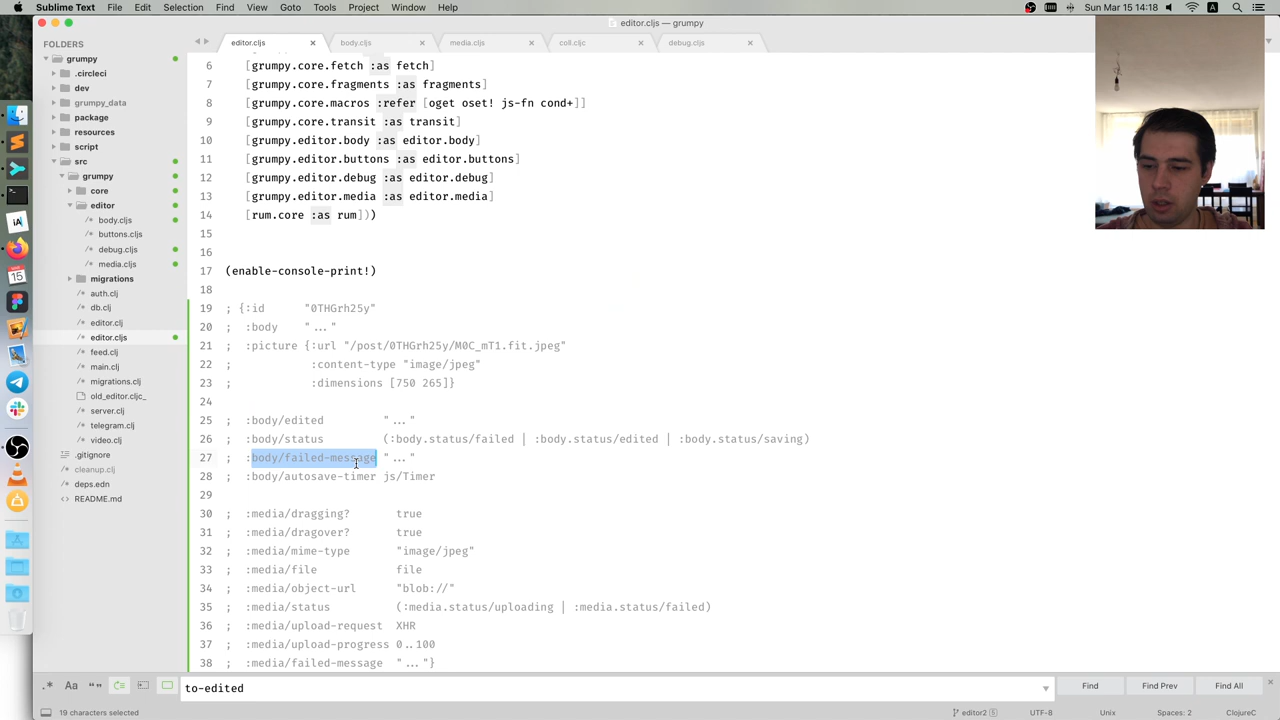 Sublime Text File Edit Selection Find View Goto Tools Project Window Help
Sun 15 Mar 14:18
editor.cljs — grumpy
FOLDERS
grumpy
.circleci
dev
grumpy_data
package
resources
script
src
grumpy
core
editor
body.cljs
buttons.cljs
debug.cljs
media.cljs
migrations
auth.clj
db.clj
editor.clj
editor.cljs
feed.clj
main.clj
migrations.clj
old_editor.cljc_
server.clj
telegram.clj
video.clj
.gitignore
cleanup.clj
deps.edn
README.md
editor.cljs body.cljs media.cljs coll.cljc debug.cljs
6 [grumpy.core.fetch :as fetch]
7 [grumpy.core.fragments :as fragments]
8 [grumpy.core.macros :refer [oget oset! js-fn cond+]]
9 [grumpy.core.transit :as transit]
10 [grumpy.editor.body :as editor.body]
11 [grumpy.editor.buttons :as editor.buttons]
12 [grumpy.editor.debug :as editor.debug]
13 [grumpy.editor.media :as editor.media]
14 [rum.core :as rum]))
15
16
17 (enable-console-print!)
18
19 ; {:id "0THGrh25y"
20 ; :body "..."
21 ; :picture {:url "/post/0THGrh25y/M0C_mT1.fit.jpeg"
22 ; :content-type "image/jpeg"
23 ; :dimensions [750 265]}
24
25 ; :body/edited "..."
26 ; :body/status (:body.status/failed | :body.status/edited | :body.status/saving)
27 ; :body/failed-message "..."
28 ; :body/autosave-timer js/Timer
29
30 ; :media/dragging? true
31 ; :media/dragover? true
32 ; :media/mime-type "image/jpeg"
33 ; :media/file file
34 ; :media/object-url "blob://"
35 ; :media/status (:media.status/uploading | :media.status/failed)
36 ; :media/upload-request XHR
37 ; :media/upload-progress 0..100
38 ; :media/failed-message "..."}
to-edited
Find Find Prev Find All
19 characters selected
editor2 5 UTF-8 Unix Spaces: 2 ClojureC